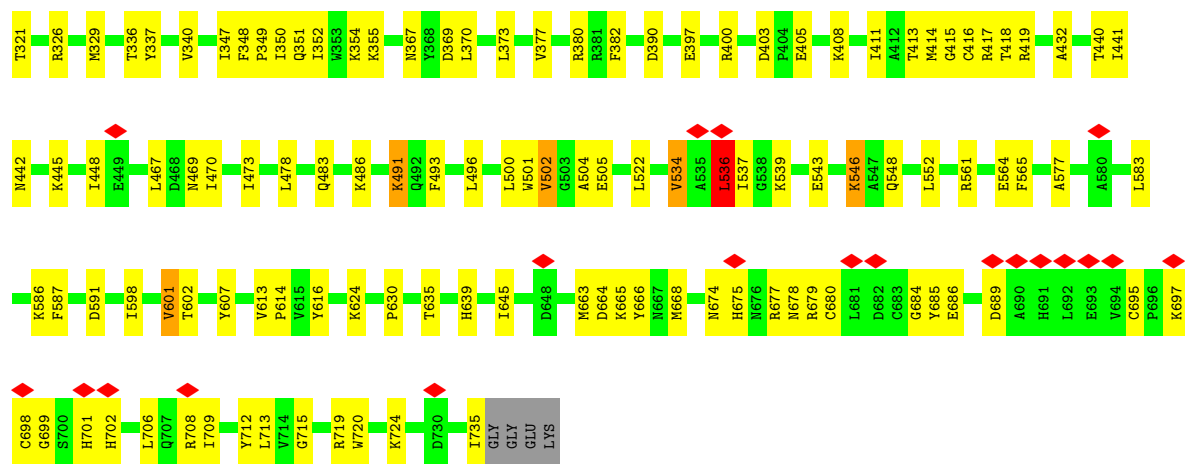 T321 R326 M329 T336 Y337 V340 I347 F348 P349 I350 Q351 I352 W353 K354 K355 N367 Y368 D369 L370 L373 V377 R380 R381 F382 D390 E397 R400 D403 P404 E405 K408 I411 A412 T413 M414 G415 C416 R417 T418 R419 A432 T440 I441
N442 K445 I448 E449 L467 D468 N469 I470 I473 L478 Q483 K486 K491 Q492 F493 L496 L500 W501 V502 G503 A504 E505 L522 V534 A535 L536 I537 G538 K539 E543 K546 A547 Q548 L552 R561 E564 F565 A577 A580 L583
K586 F587 D591 I598 V601 T602 Y607 V613 P614 V615 Y616 K624 P630 T635 H639 I645 D648 M663 D664 K665 Y666 N667 M668 N674 H675 N676 R677 N678 R679 C680 L681 D682 C683 G684 Y685 E686 D689 A690 H691 L692 E693 V694 C695 P696 K697
C698 G699 S700 H701 H702 L706 Q707 R708 I709 Y712 L713 V714 G715 R719 W720 K724 D730 I735 GLY GLY GLU LYS